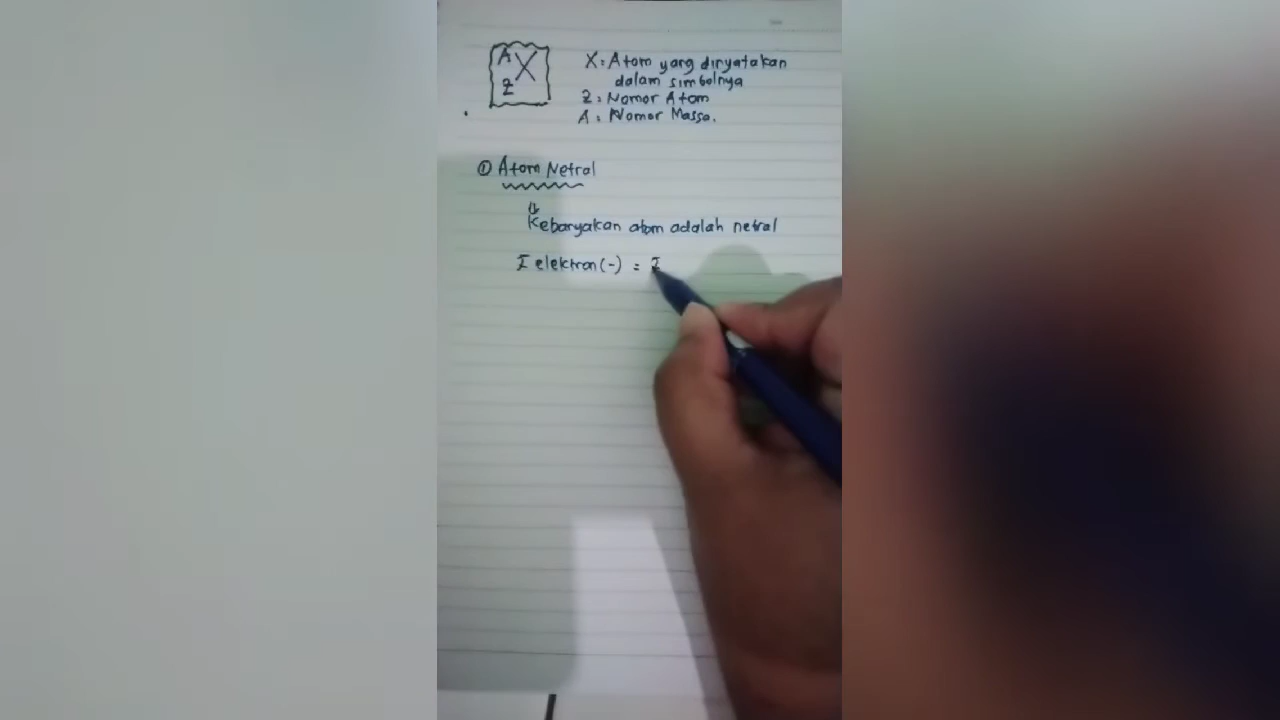 A X
Z
X = Atom yang dinyatakan
dalam simbolnya
Z = Nomor Atom
A = Nomor Massa.
① Atom Netral
⇓
Kebanyakan atom adalah netral
Σ elektron (-) = Σ